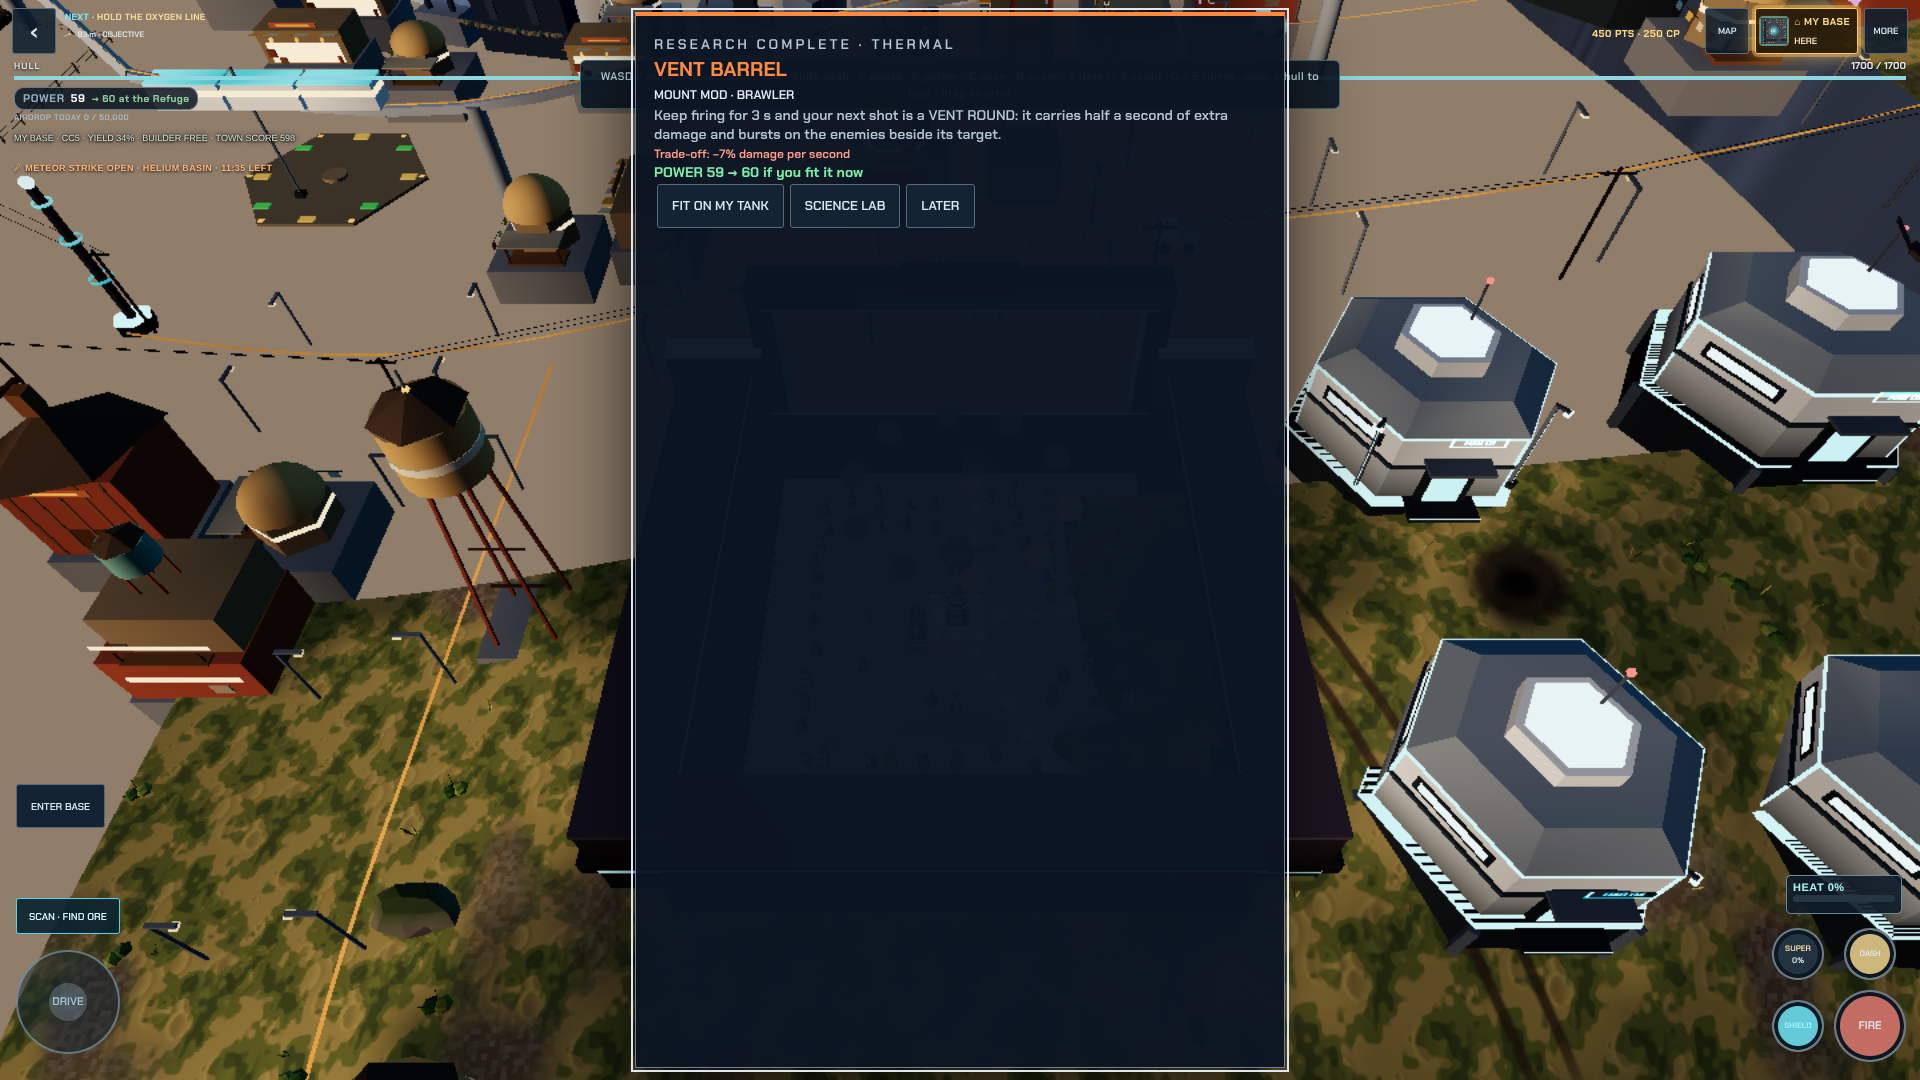 NEXT · HOLD THE OXYGEN LINE
93 m · OBJECTIVE
HULL
POWER 59 → 60 at the Refuge
AIRDROP TODAY 0 / 50,000
MY BASE · CC5 · YIELD 34% · BUILDER FREE · TOWN SCORE 598
METEOR STRIKE OPEN · HELIUM BASIN · 11:35 LEFT
WASD
hull to
RESEARCH COMPLETE · THERMAL
VENT BARREL
MOUNT MOD · BRAWLER
Keep firing for 3 s and your next shot is a VENT ROUND: it carries half a second of extra
damage and bursts on the enemies beside its target.
Trade-off: −7% damage per second
POWER 59 → 60 if you fit it now
FIT ON MY TANK
SCIENCE LAB
LATER
450 PTS · 250 CP
MAP
⌂ MY BASE
HERE
MORE
1700 / 1700
ENTER BASE
SCAN · FIND ORE
DRIVE
HEAT 0%
SUPER
0%
DASH
SHIELD
FIRE